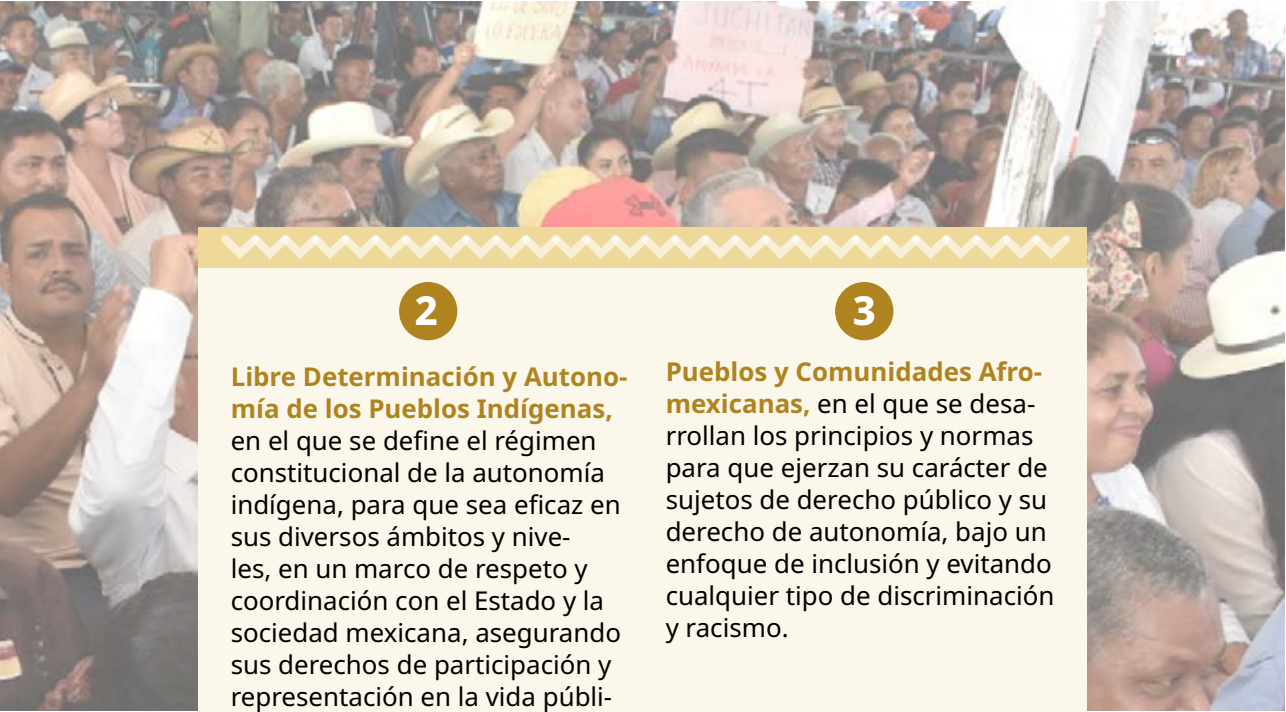 JUCHITAN
4T
2
Libre Determinación y Autono-
mía de los Pueblos Indígenas,
en el que se define el régimen
constitucional de la autonomía
indígena, para que sea eficaz en
sus diversos ámbitos y nive-
les, en un marco de respeto y
coordinación con el Estado y la
sociedad mexicana, asegurando
sus derechos de participación y
representación en la vida públi-
3
Pueblos y Comunidades Afro-
mexicanas, en el que se desa-
rrollan los principios y normas
para que ejerzan su carácter de
sujetos de derecho público y su
derecho de autonomía, bajo un
enfoque de inclusión y evitando
cualquier tipo de discriminación
y racismo.